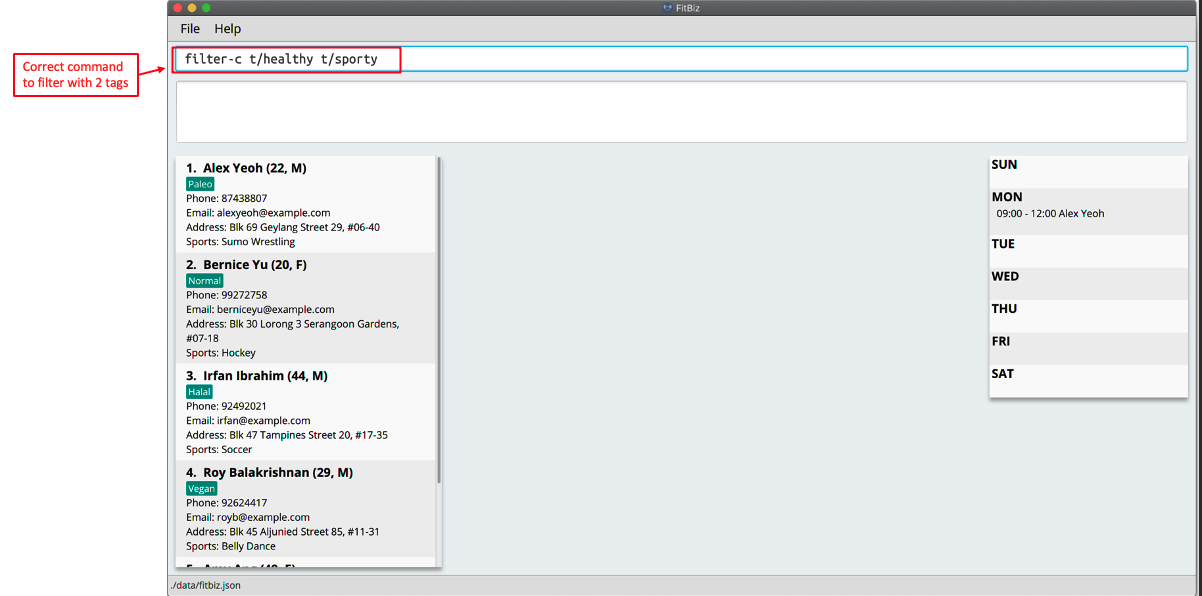 FitBiz
File Help
Correct command
to filter with 2 tags
filter-c t/healthy t/sporty
1. Alex Yeoh (22, M)
Paleo
Phone: 87438807
Email: alexyeoh@example.com
Address: Blk 69 Geylang Street 29, #06-40
Sports: Sumo Wrestling
2. Bernice Yu (20, F)
Normal
Phone: 99272758
Email: berniceyu@example.com
Address: Blk 30 Lorong 3 Serangoon Gardens,
#07-18
Sports: Hockey
3. Irfan Ibrahim (44, M)
Halal
Phone: 92492021
Email: irfan@example.com
Address: Blk 47 Tampines Street 20, #17-35
Sports: Soccer
4. Roy Balakrishnan (29, M)
Vegan
Phone: 92624417
Email: royb@example.com
Address: Blk 45 Aljunied Street 85, #11-31
Sports: Belly Dance
SUN
MON
09:00 - 12:00 Alex Yeoh
TUE
WED
THU
FRI
SAT
./data/fitbiz.json